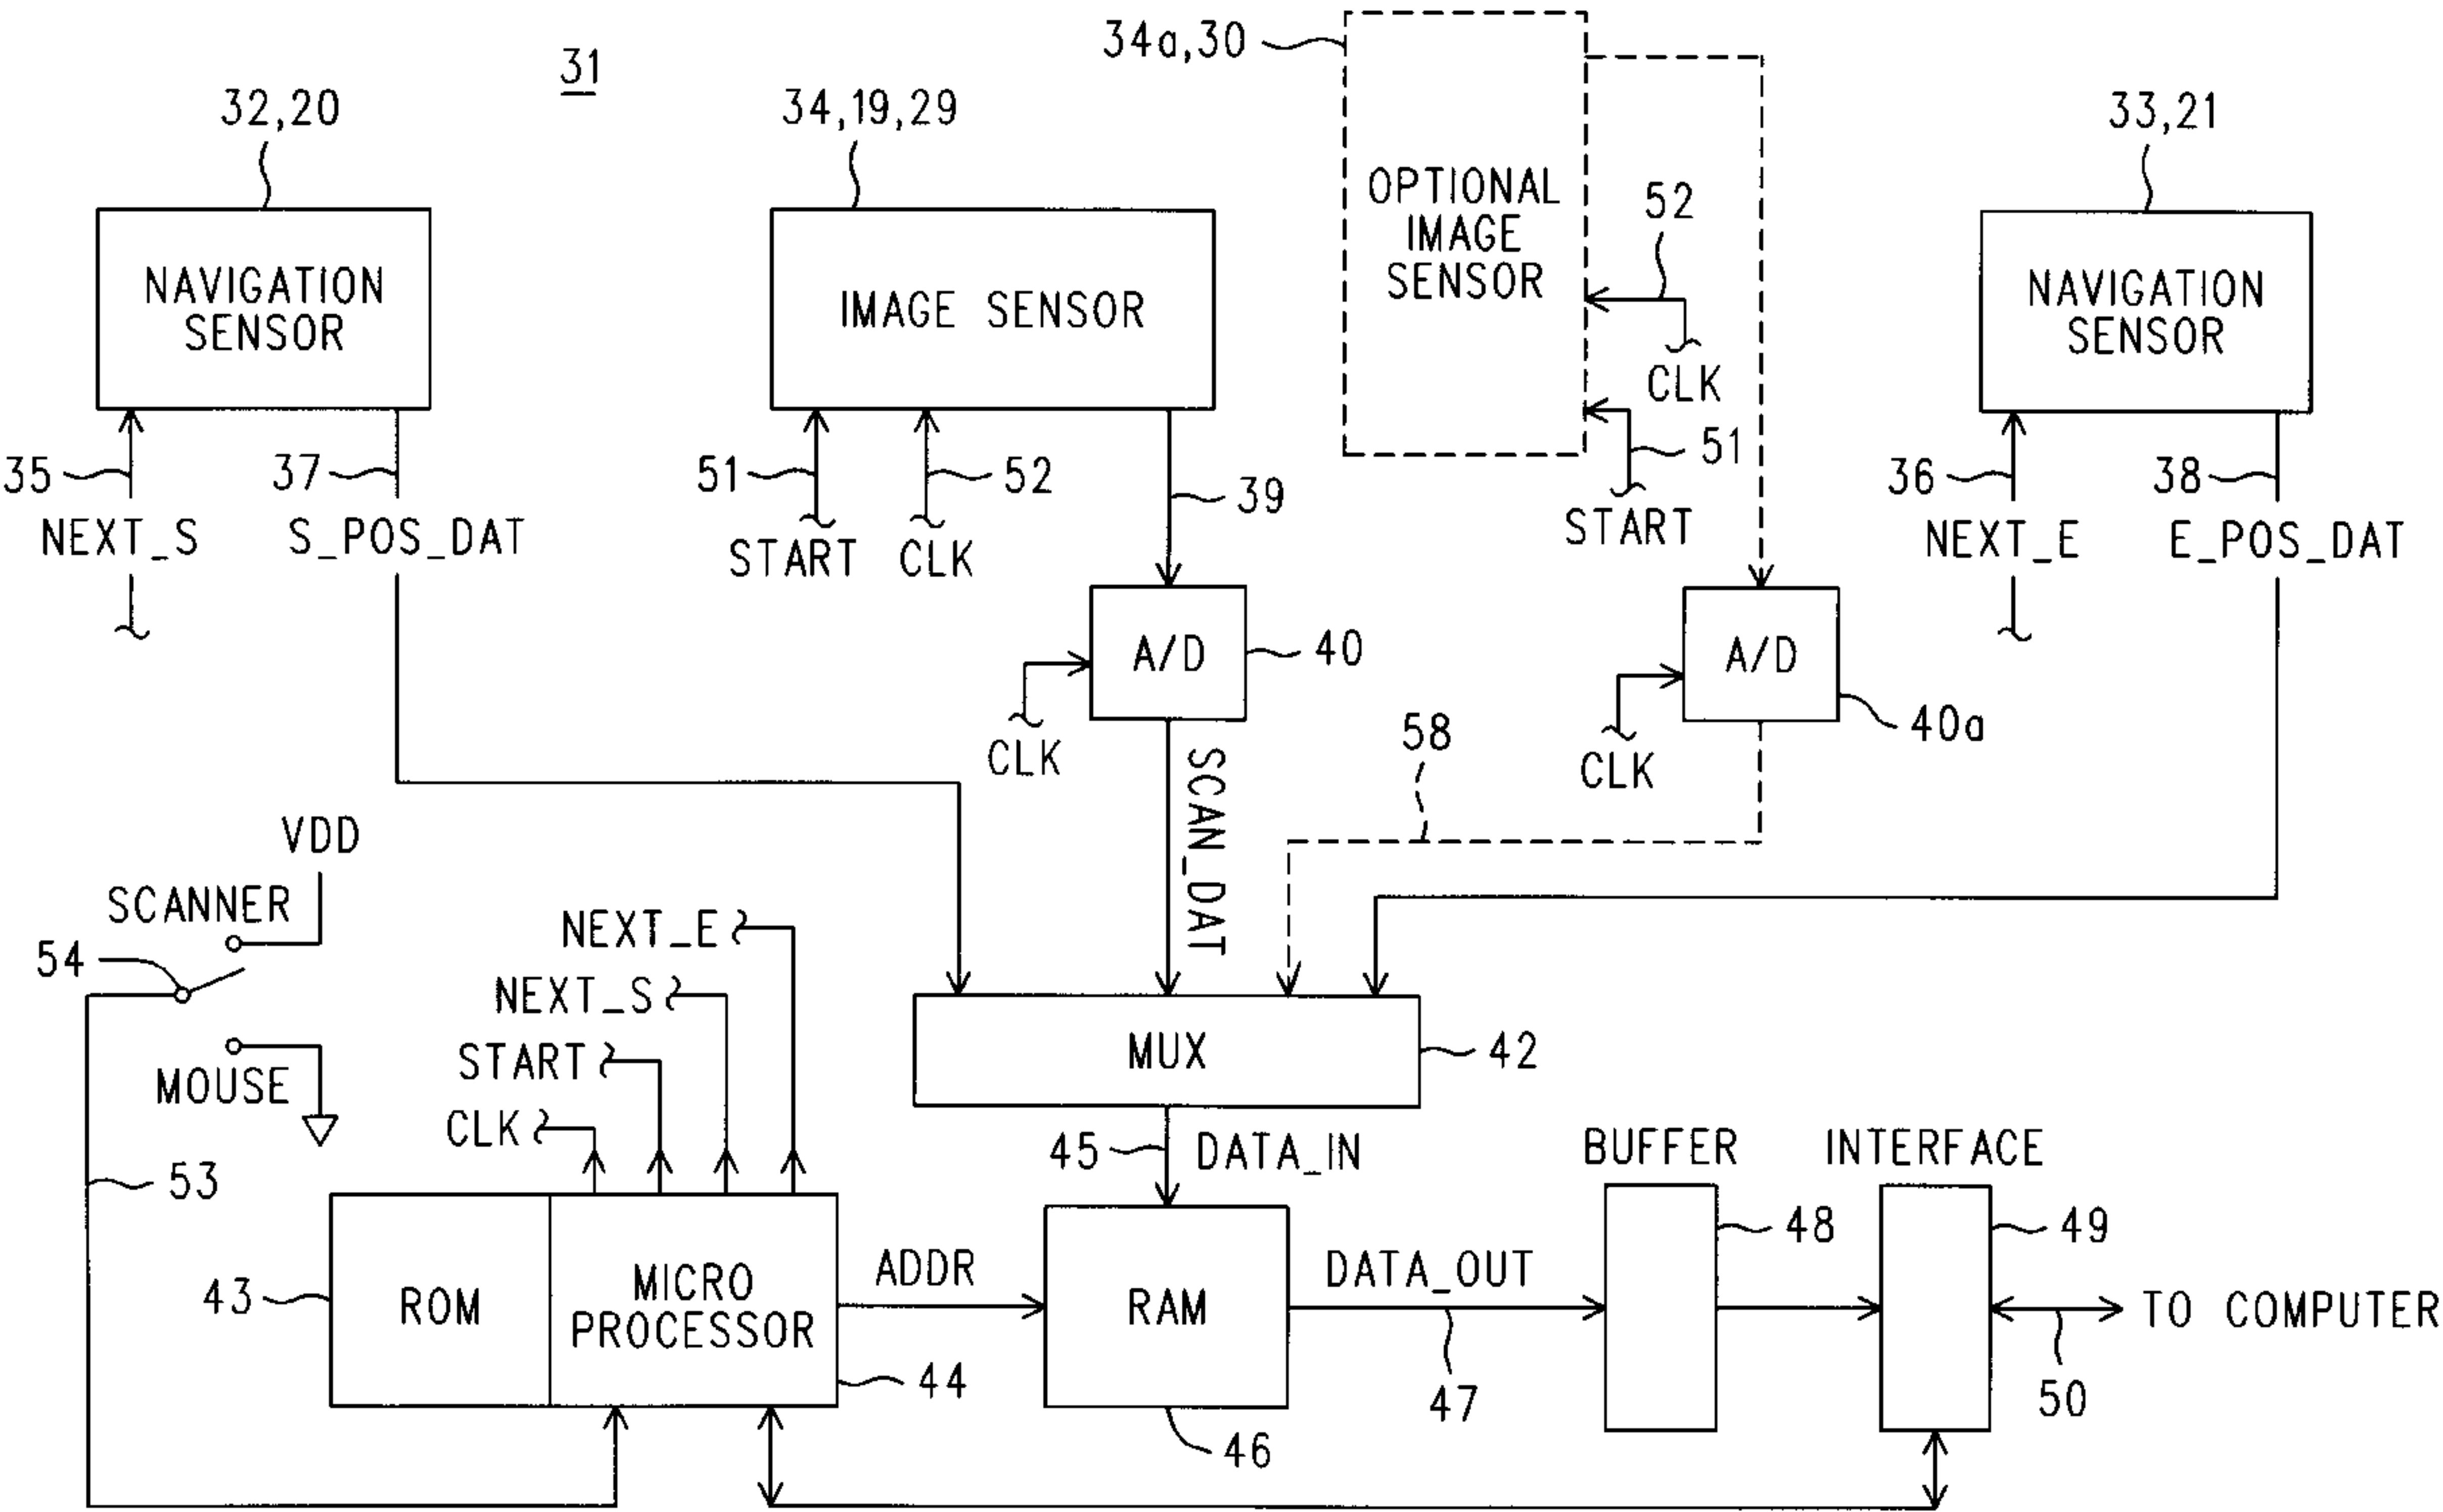 31
32,20
34,19,29
34a,30
33,21
NAVIGATION
SENSOR
IMAGE SENSOR
OPTIONAL
IMAGE
SENSOR
52
CLK
51
START
NAVIGATION
SENSOR
35
NEXT_S
37
S_POS_DAT
51
START
52
CLK
39
36
NEXT_E
38
E_POS_DAT
A/D
40
CLK
A/D
40a
CLK
58
SCAN_DAT
VDD
SCANNER
54
MOUSE
53
NEXT_E
NEXT_S
START
CLK
MUX
42
45
DATA_IN
BUFFER
INTERFACE
43
ROM
MICRO
PROCESSOR
44
ADDR
RAM
46
DATA_OUT
47
48
49
TO COMPUTER
50